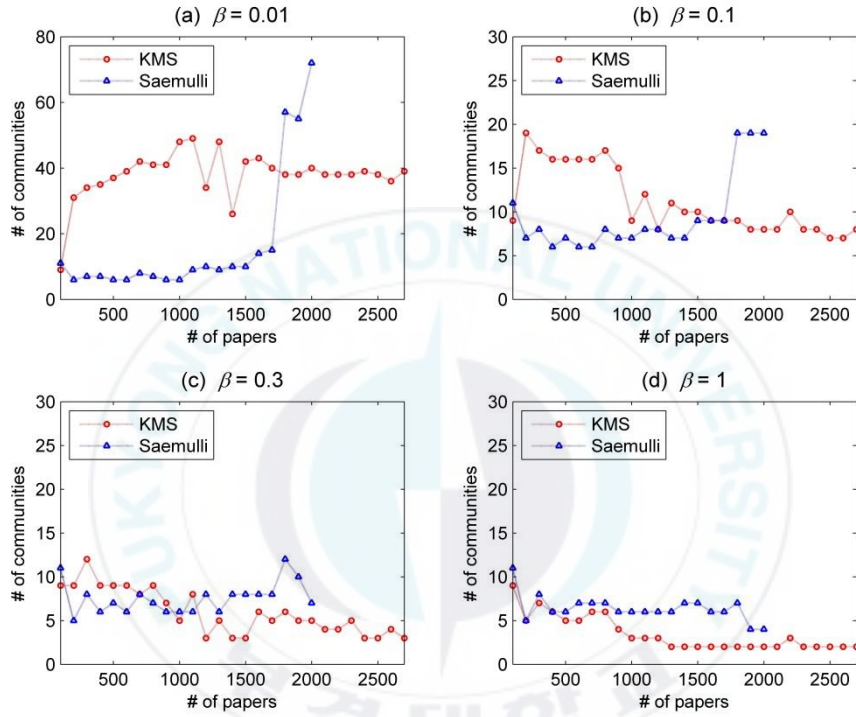 (a) β = 0.01
80
60
40
20
0
# of communities
KMS
Saemulli
500 1000 1500 2000 2500
# of papers
(b) β = 0.1
30
25
20
15
10
5
0
# of communities
KMS
Saemulli
500 1000 1500 2000 2500
# of papers
(c) β = 0.3
30
25
20
15
10
5
0
# of communities
KMS
Saemulli
500 1000 1500 2000 2500
# of papers
(d) β = 1
30
25
20
15
10
5
0
# of communities
KMS
Saemulli
500 1000 1500 2000 2500
# of papers
UKYONG NATIONAL UNIVERSITY